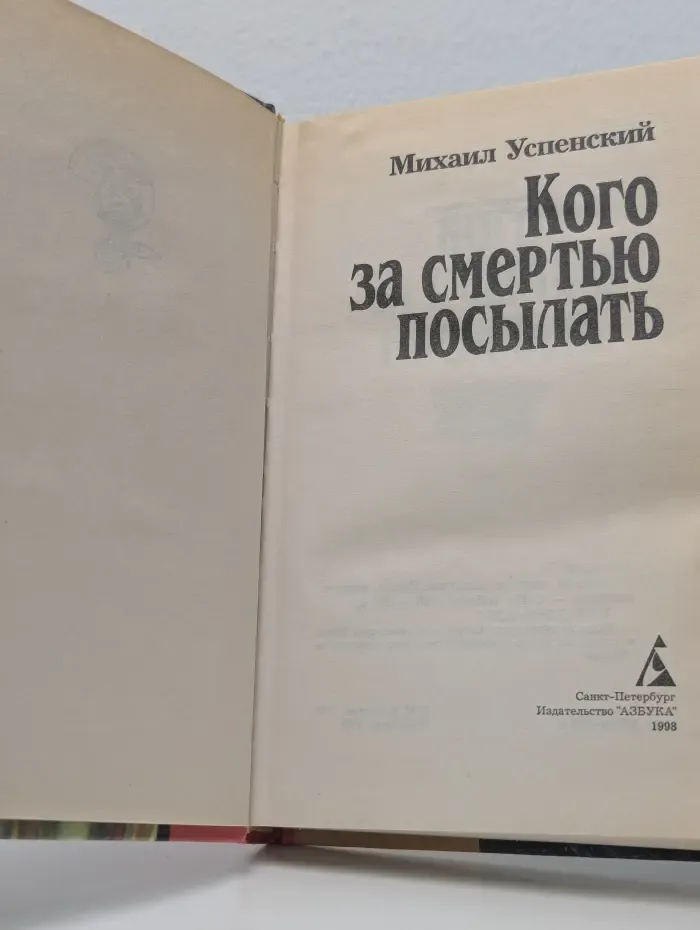 Михаил Успенский
Кого
за смертью
посылать
Санкт-Петербург
Издательство "АЗБУКА"
1998